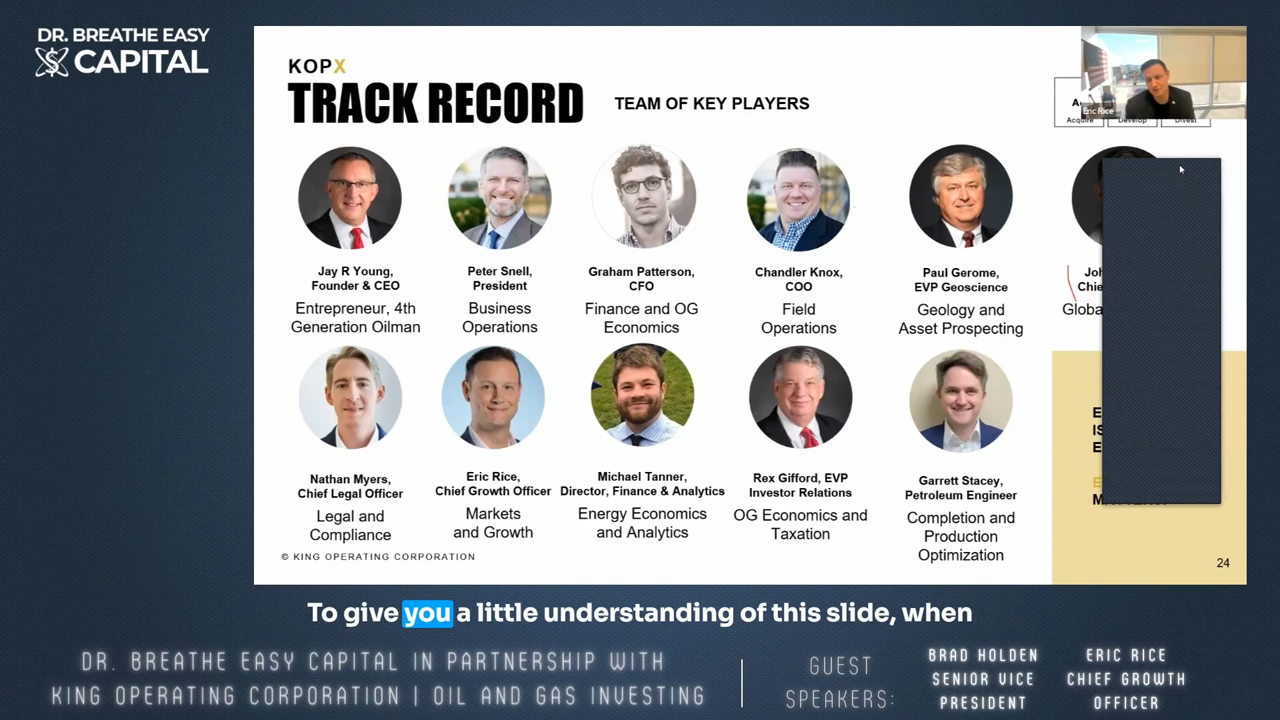 DR. BREATHE EASY
CAPITAL
KOPX
TRACK RECORD
TEAM OF KEY PLAYERS
Eric Rice
Acquire
Develop
Divest
Jay R Young,
Founder & CEO
Entrepreneur, 4th
Generation Oilman
Peter Snell,
President
Business
Operations
Graham Patterson,
CFO
Finance and OG
Economics
Chandler Knox,
COO
Field
Operations
Paul Gerome,
EVP Geoscience
Geology and
Asset Prospecting
Nathan Myers,
Chief Legal Officer
Legal and
Compliance
Eric Rice,
Chief Growth Officer
Markets
and Growth
Michael Tanner,
Director, Finance & Analytics
Energy Economics
and Analytics
Rex Gifford, EVP
Investor Relations
OG Economics and
Taxation
Garrett Stacey,
Petroleum Engineer
Completion and
Production
Optimization
© KING OPERATING CORPORATION
24
To give you a little understanding of this slide, when
DR. BREATHE EASY CAPITAL IN PARTNERSHIP WITH
KING OPERATING CORPORATION | OIL AND GAS INVESTING
GUEST
SPEAKERS:
BRAD HOLDEN
SENIOR VICE
PRESIDENT
ERIC RICE
CHIEF GROWTH
OFFICER